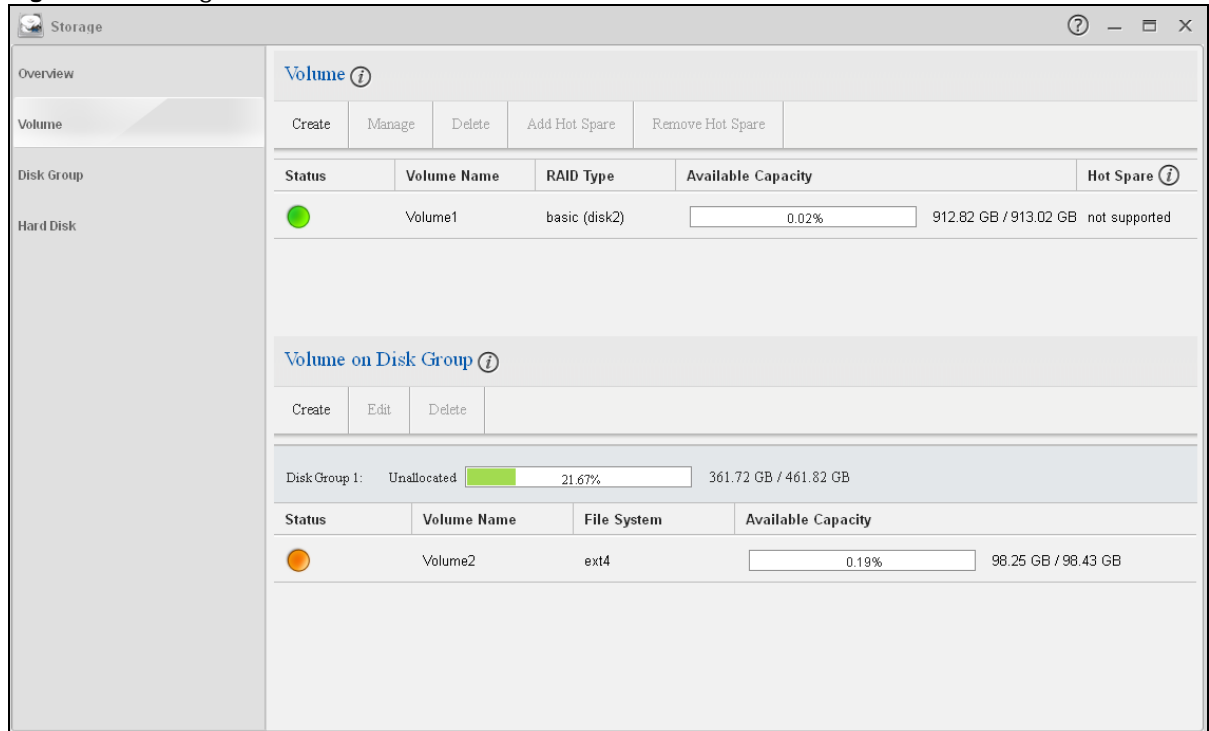 Storage
?
Overview
Volume
Disk Group
Hard Disk
Volume i
Create Manage Delete Add Hot Spare Remove Hot Spare
Status Volume Name RAID Type Available Capacity Hot Spare i
Volume1 basic (disk2) 0.02% 912.82 GB / 913.02 GB not supported
Volume on Disk Group i
Create Edit Delete
Disk Group 1: Unallocated 21.67% 361.72 GB / 461.82 GB
Status Volume Name File System Available Capacity
Volume2 ext4 0.19% 98.25 GB / 98.43 GB